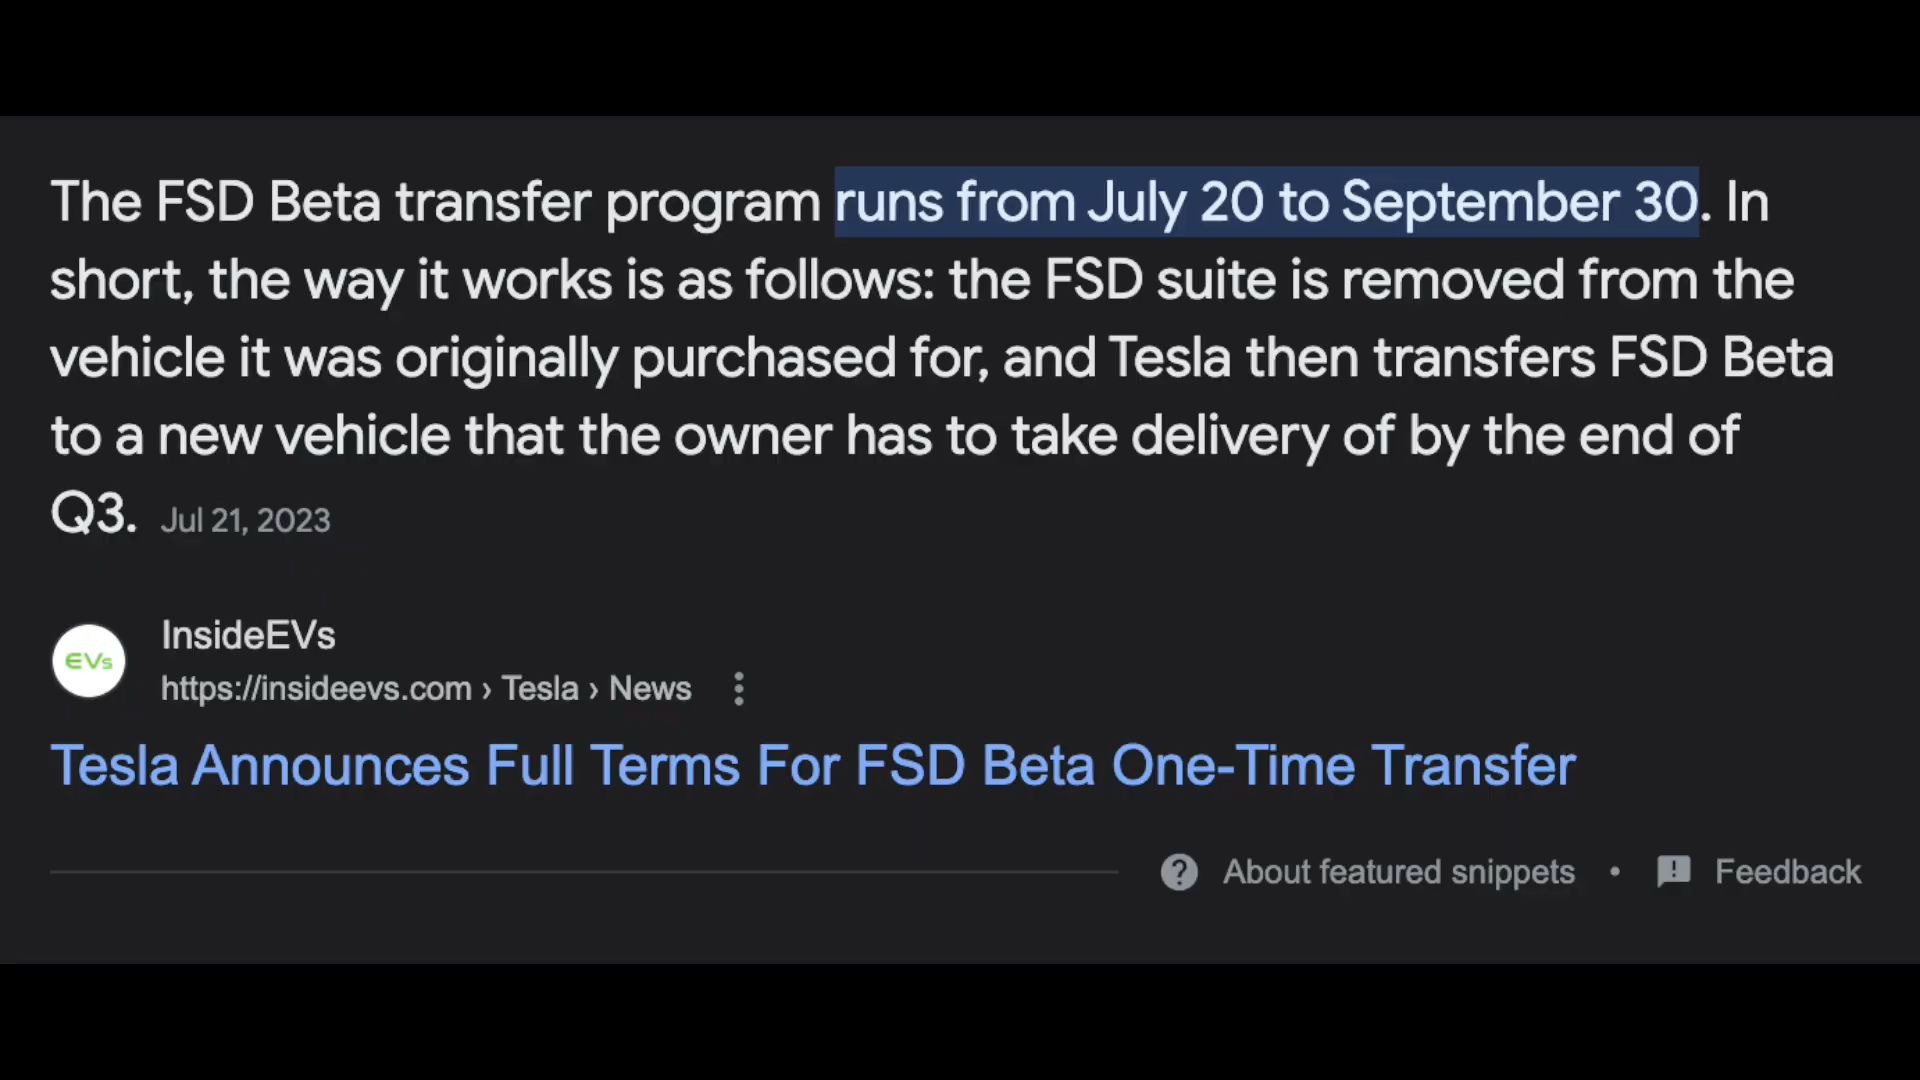 The FSD Beta transfer program runs from July 20 to September 30. In
short, the way it works is as follows: the FSD suite is removed from the
vehicle it was originally purchased for, and Tesla then transfers FSD Beta
to a new vehicle that the owner has to take delivery of by the end of
Q3. Jul 21, 2023
EVs
InsideEVs
https://insideevs.com › Tesla › News
Tesla Announces Full Terms For FSD Beta One-Time Transfer
About featured snippets • Feedback